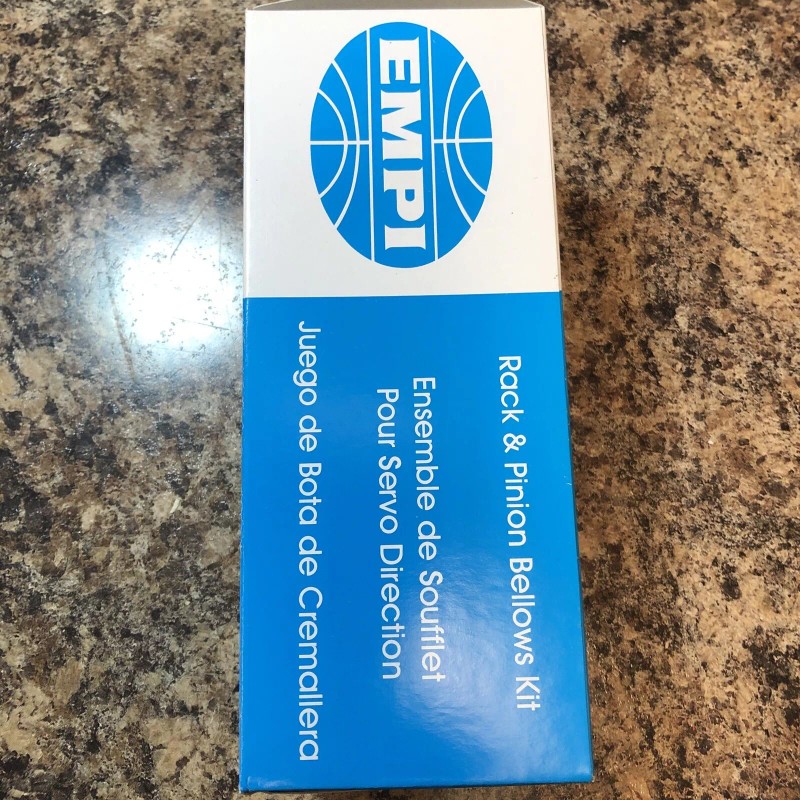 EMPI
Rack & Pinion Bellows Kit
Ensemble de Soufflet
Pour Servo Direction
Juego de Bota de Cremallera